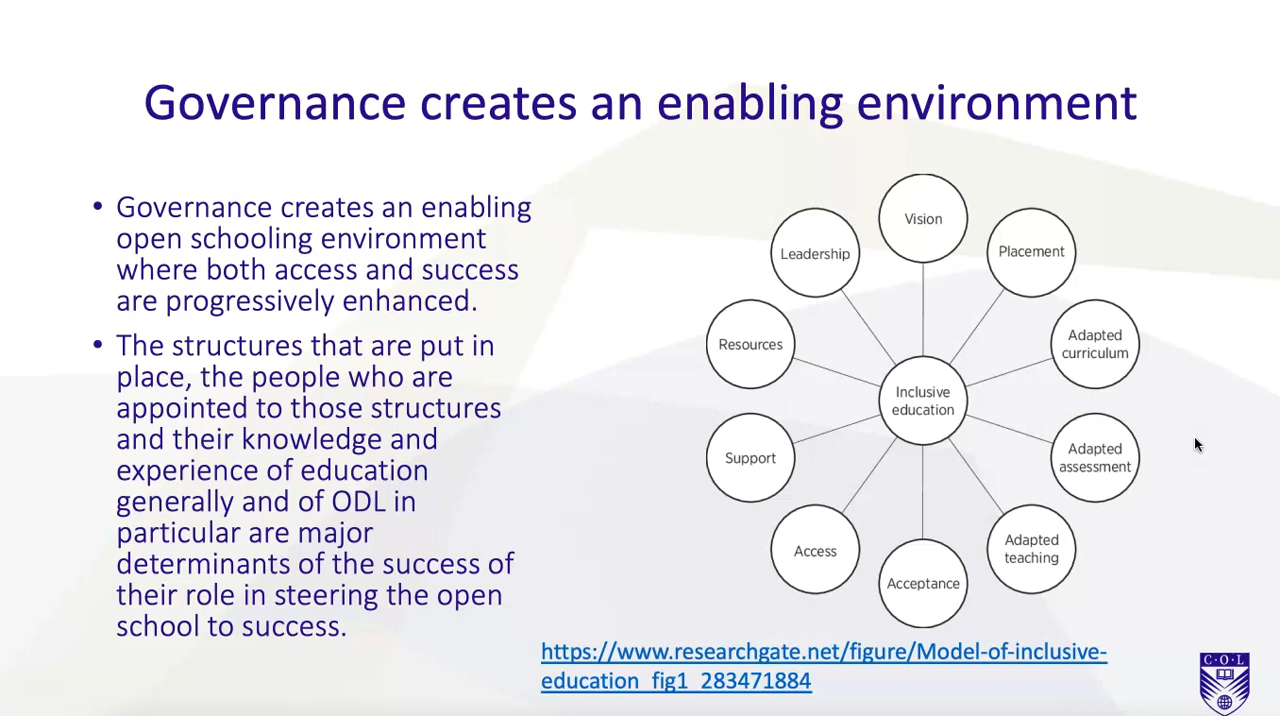 Governance creates an enabling environment
• Governance creates an enabling
open schooling environment
where both access and success
are progressively enhanced.
• The structures that are put in
place, the people who are
appointed to those structures
and their knowledge and
experience of education
generally and of ODL in
particular are major
determinants of the success of
their role in steering the open
school to success.
Vision
Placement
Adapted
curriculum
Adapted
assessment
Adapted
teaching
Acceptance
Access
Support
Resources
Leadership
Inclusive
education
https://www.researchgate.net/figure/Model-of-inclusive-
education_fig1_283471884
C·O·L